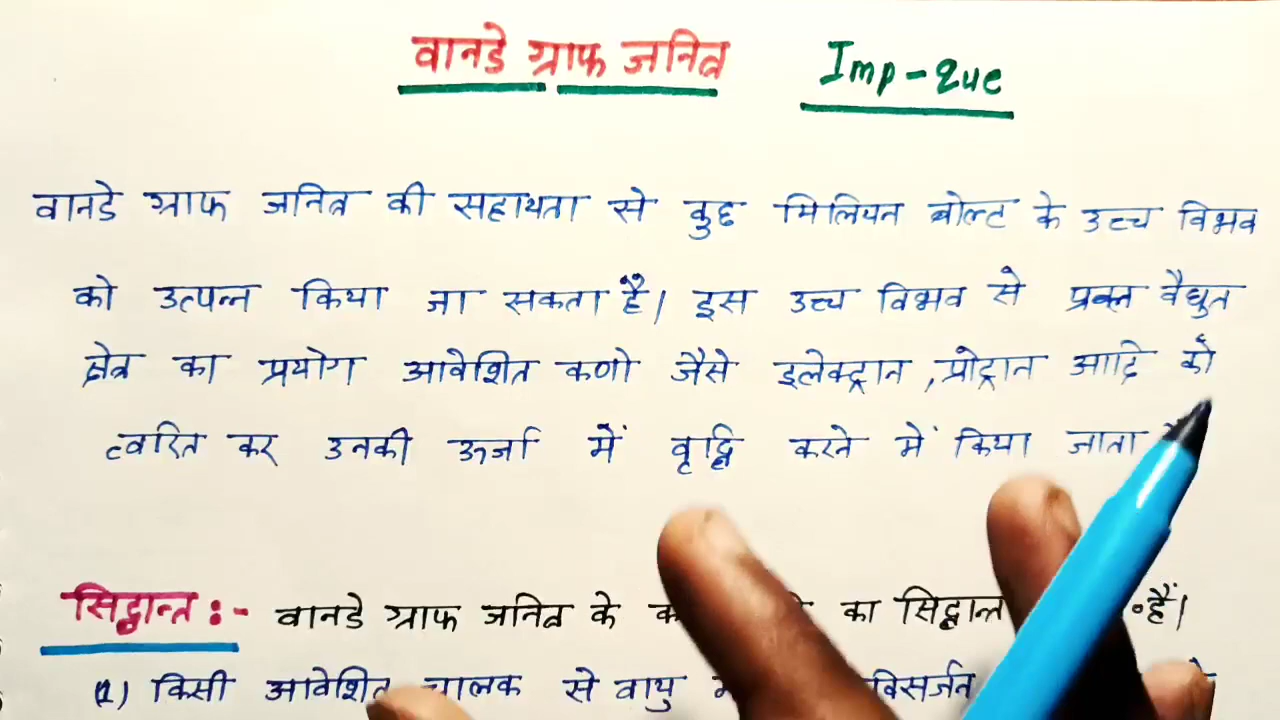 वानडे ग्राफ जनित्र Imp-que
वानडे ग्राफ जनित्र की सहायता से कुछ मिलियन बोल्ट के उच्च विभव
को उत्पन्न किया जा सकता है। इस उच्च विभव से प्रबल वैधुत
क्षेत्र का प्रयोग आवेशित कणो जैसे इलेक्ट्रान , प्रोट्रान आदि को
त्वरित कर उनकी ऊर्जा में वृद्धि करने में किया जाता
सिद्धान्त :- वानडे ग्राफ जनित्र के का सिद्धान्त है।
(1) किसी आवेशित चालक से वायु विसर्जन